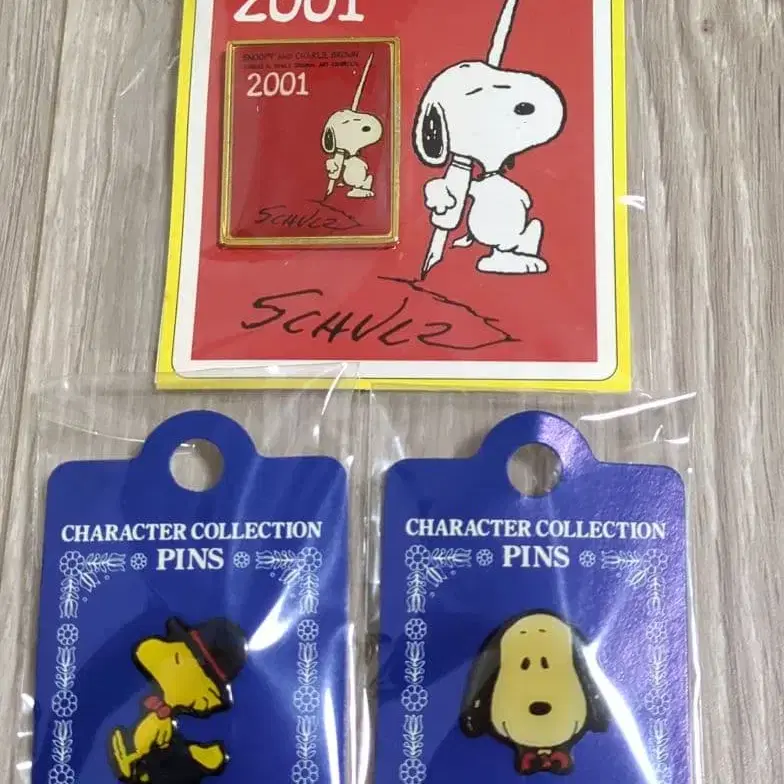 2001
SNOOPY AND CHARLIE BROWN
2001
SCHULZ
SCHULZ
CHARACTER COLLECTION
PINS
CHARACTER COLLECTION
PINS